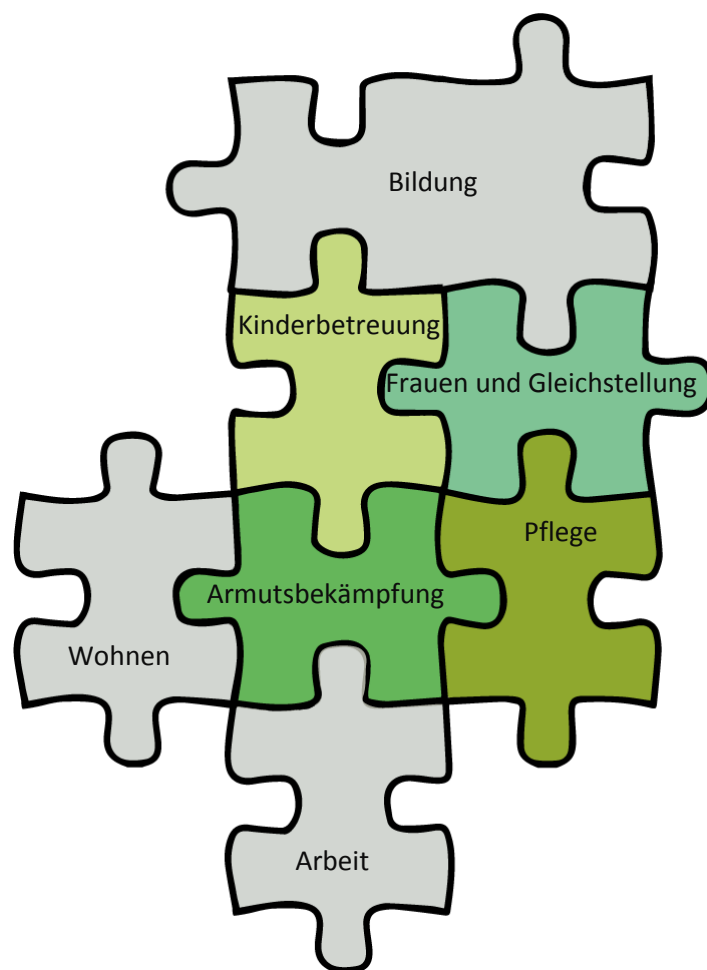 Bildung
Kinderbetreuung
Frauen und Gleichstellung
Pflege
Armutsbekämpfung
Wohnen
Arbeit